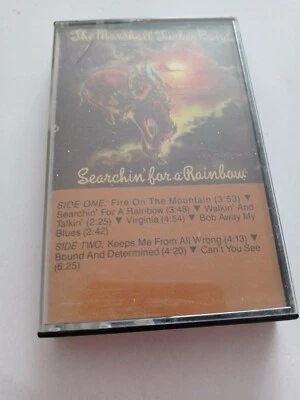 The Marshall Tucker Band
Searchin' for a Rainbow
SIDE ONE: Fire On The Mountain (3:53) ▼
Searchin' For A Rainbow (3:48) ▼ Walkin' And
Talkin' (2:25) ▼ Virginia (4:54) ▼ Bob Away My
Blues (2:42)
SIDE TWO: Keeps Me From All Wrong (4:13) ▼
Bound And Determined (4:20) ▼ Can't You See
(6:25)